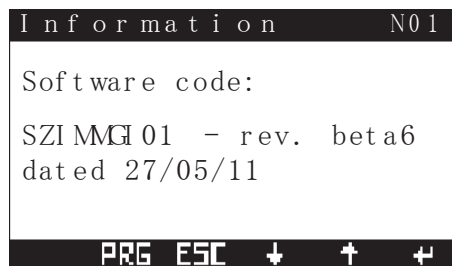 Information N01
Software code:
SZIMMGI01 - rev. beta6
dated 27/05/11
PRG ESC ↓ ↑ ↵